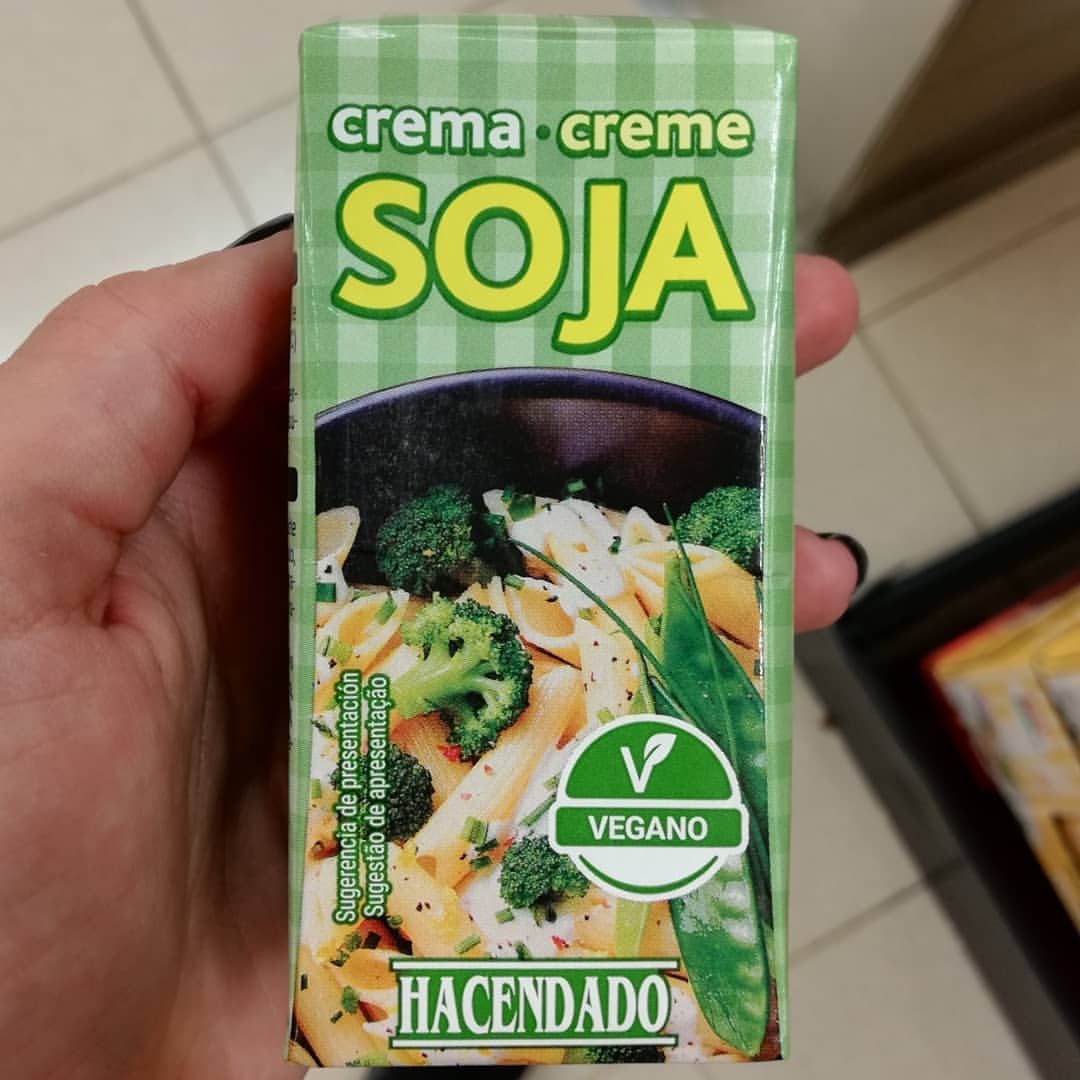 crema · creme
SOJA
Sugerencia de presentación
Sugestão de apresentação
V
VEGANO
HACENDADO